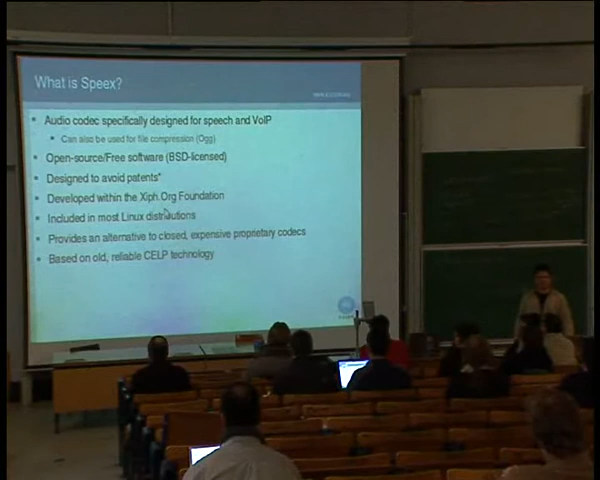 What is Speex?
Audio codec specifically designed for speech and VoIP
Can also be used for file compression (Ogg)
Open-source/Free software (BSD-licensed)
Designed to avoid patents*
Developed within the Xiph.Org Foundation
Included in most Linux distributions
Provides an alternative to closed, expensive proprietary codecs
Based on old, reliable CELP technology